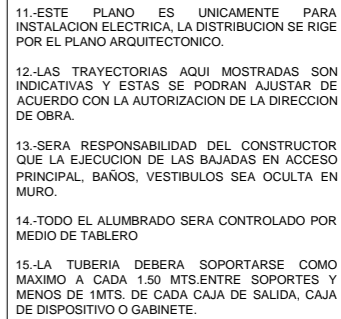 11.-ESTE PLANO ES UNICAMENTE PARA
INSTALACION ELECTRICA, LA DISTRIBUCION SE RIGE
POR EL PLANO ARQUITECTONICO.
12.-LAS TRAYECTORIAS AQUI MOSTRADAS SON
INDICATIVAS Y ESTAS SE PODRAN AJUSTAR DE
ACUERDO CON LA AUTORIZACION DE LA DIRECCION
DE OBRA.
13.-SERA RESPONSABILIDAD DEL CONSTRUCTOR
QUE LA EJECUCION DE LAS BAJADAS EN ACCESO
PRINCIPAL, BAÑOS, VESTIBULOS SEA OCULTA EN
MURO.
14.-TODO EL ALUMBRADO SERA CONTROLADO POR
MEDIO DE TABLERO
15.-LA TUBERIA DEBERA SOPORTARSE COMO
MAXIMO A CADA 1.50 MTS.ENTRE SOPORTES Y
MENOS DE 1MTS. DE CADA CAJA DE SALIDA, CAJA
DE DISPOSITIVO O GABINETE.